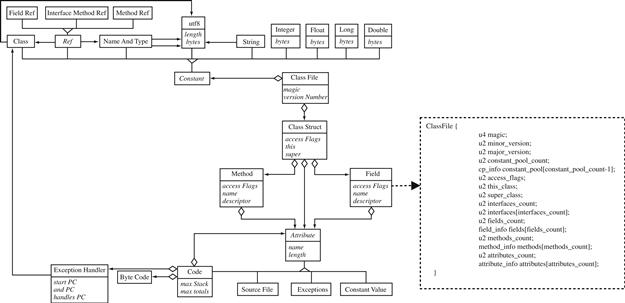 Field Ref
Interface Method Ref
Method Ref
utf8
length
bytes
Integer
bytes
Float
bytes
Long
bytes
Double
bytes
Class
Ref
Name And Type
String
Constant
Class File
magic
version Number
Class Struct
access Flags
this
super
Method
access Flags
name
descriptor
Field
access Flags
name
descriptor
Attribute
name
length
Exception Handler
start PC
and PC
handles PC
Byte Code
Code
max Stack
max totals
Source File
Exceptions
Constant Value
ClassFile {
u4 magic;
u2 minor_version;
u2 major_version;
u2 constant_pool_count;
cp_info constant_pool[constant_pool_count-1];
u2 access_flags;
u2 this_class;
u2 super_class;
u2 interfaces_count;
u2 interfaces[interfaces_count];
u2 fields_count;
field_info fields[fields_count];
u2 methods_count;
method_info methods[methods_count];
u2 attributes_count;
attribute_info attributes[attributes_count];
}